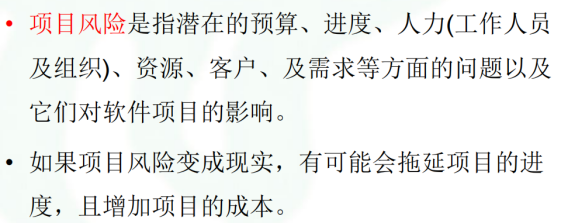 • 项目风险是指潜在的预算、进度、人力(工作人员
及组织)、资源、客户、及需求等方面的问题以及
它们对软件项目的影响。
• 如果项目风险变成现实，有可能会拖延项目的进
度，且增加项目的成本。